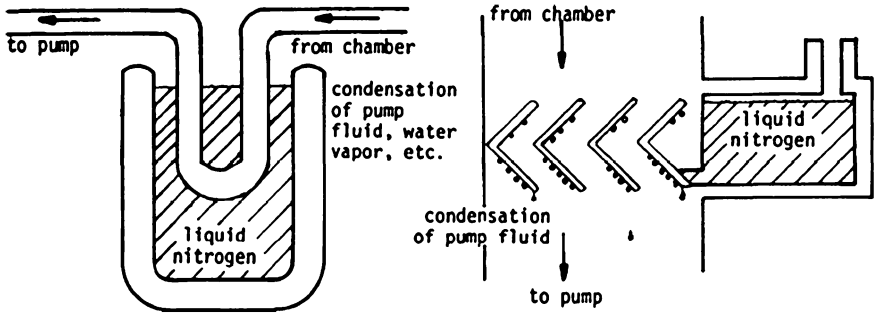 to pump
from chamber
condensation
of pump
fluid, water
vapor, etc.
liquid
nitrogen
from chamber
liquid
nitrogen
condensation
of pump fluid
to pump